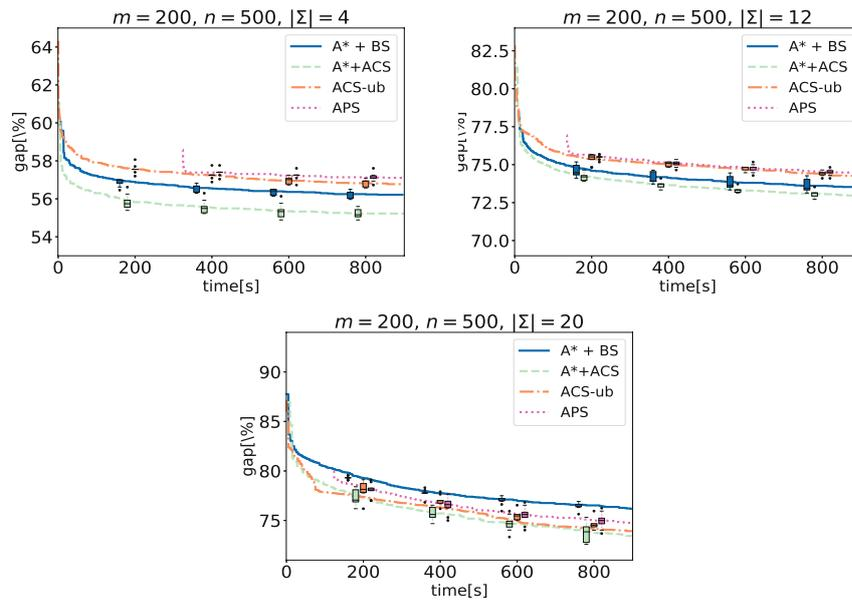 m = 200, n = 500, |Σ| = 4
64
62
60
58
56
54
gap[\%]
0
200
400
600
800
time[s]
A* + BS
A*+ACS
ACS-ub
APS
m = 200, n = 500, |Σ| = 12
82.5
80.0
77.5
75.0
72.5
70.0
gap[\%]
0
200
400
600
800
time[s]
A* + BS
A*+ACS
ACS-ub
APS
m = 200, n = 500, |Σ| = 20
90
85
80
75
gap[\%]
0
200
400
600
800
time[s]
A* + BS
A*+ACS
ACS-ub
APS